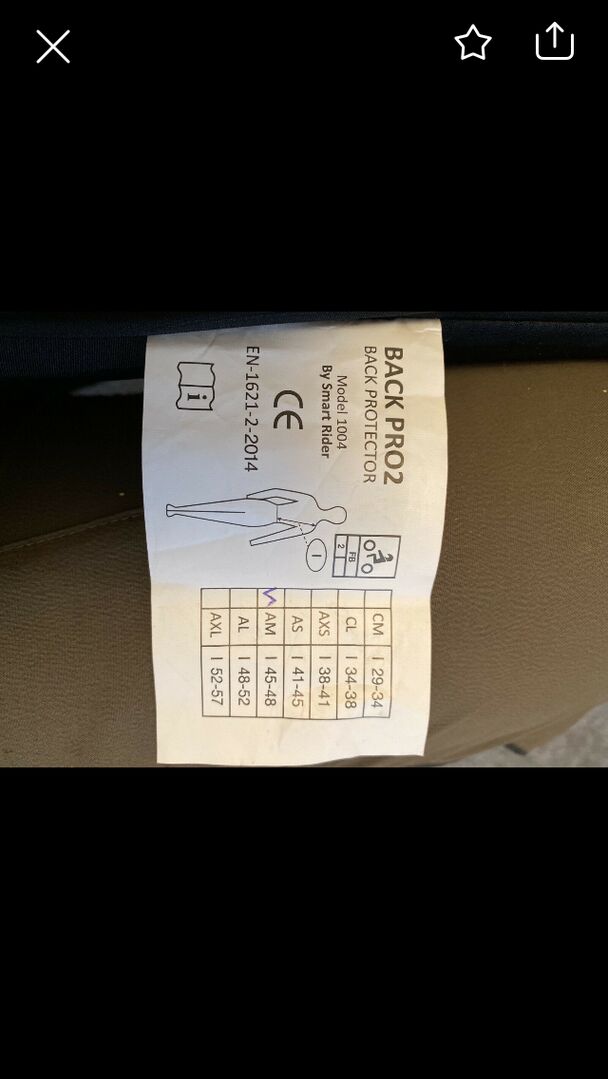 BACK PRO2
BACK PROTECTOR
Model 1004
By Smart Rider
CE
EN-1621-2-2014
i
FB
2
I
CM I 29-34
CL I 34-38
AXS I 38-41
AS I 41-45
AM I 45-48
AL I 48-52
AXL I 52-57